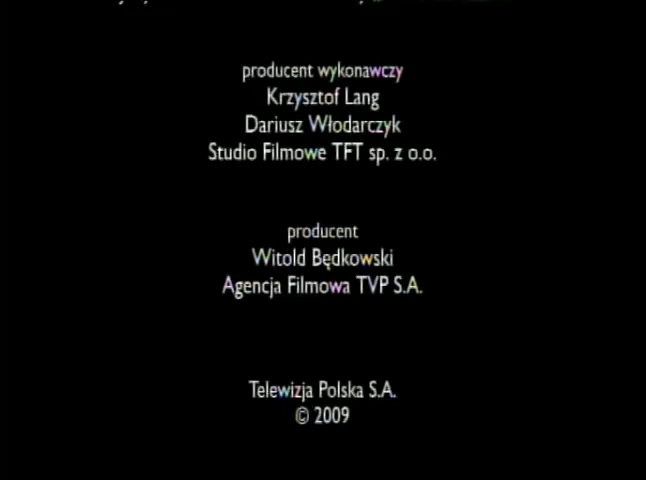 producent wykonawczy
Krzysztof Lang
Dariusz Włodarczyk
Studio Filmowe TFT sp. z o.o.
producent
Witold Będkowski
Agencja Filmowa TVP S.A.
Telewizja Polska S.A.
© 2009